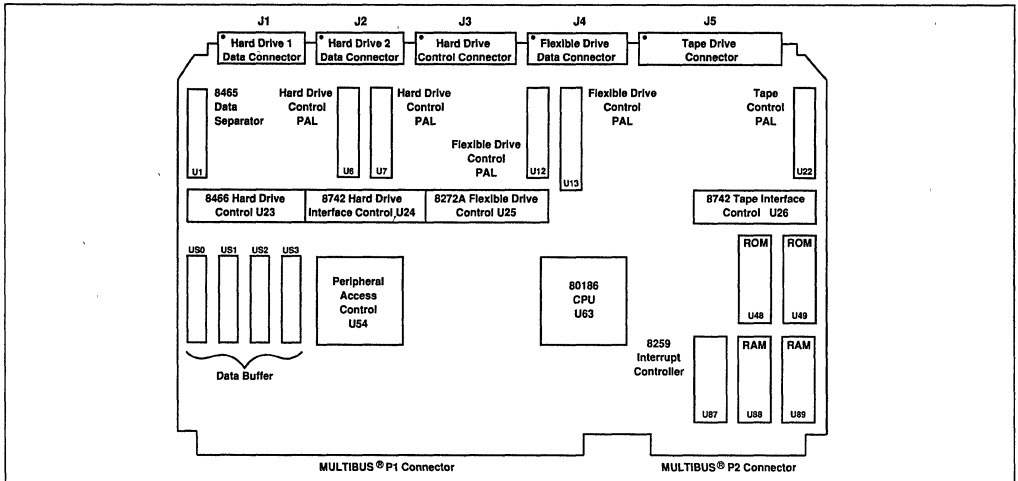 J1 J2 J3 J4 J5
Hard Drive 1
Data Connector
Hard Drive 2
Data Connector
Hard Drive
Control Connector
Flexible Drive
Data Connector
Tape Drive
Connector
8465
Data
Separator
U1
Hard Drive
Control
PAL
U6
U7
Hard Drive
Control
PAL
Flexible Drive
Control
PAL
U12
U13
Flexible Drive
Control
PAL
Tape
Control
PAL
U22
8466 Hard Drive
Control U23
8742 Hard Drive
Interface Control U24
8272A Flexible Drive
Control U25
8742 Tape Interface
Control U26
US0 US1 US2 US3
Data Buffer
Peripheral
Access
Control
U54
80186
CPU
U63
ROM
U48
ROM
U49
8259
Interrupt
Controller
U87
RAM
U88
RAM
U89
MULTIBUS® P1 Connector
MULTIBUS® P2 Connector